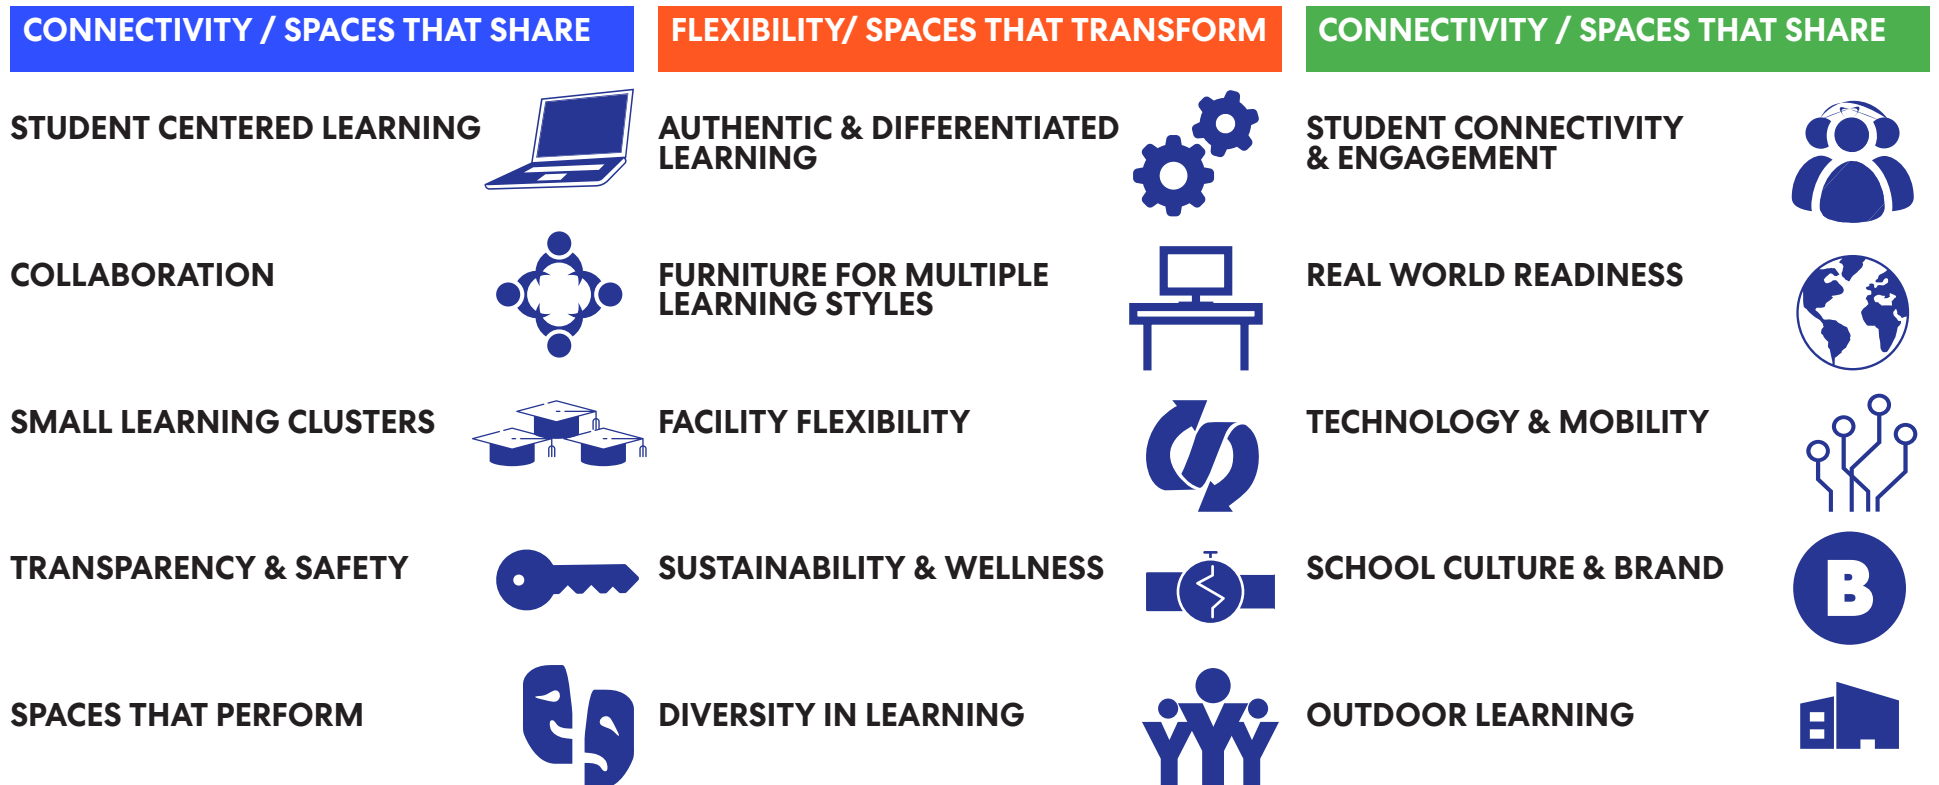 CONNECTIVITY / SPACES THAT SHARE
STUDENT CENTERED LEARNING
COLLABORATION
SMALL LEARNING CLUSTERS
TRANSPARENCY & SAFETY
SPACES THAT PERFORM
FLEXIBILITY/ SPACES THAT TRANSFORM
AUTHENTIC & DIFFERENTIATED
LEARNING
FURNITURE FOR MULTIPLE
LEARNING STYLES
FACILITY FLEXIBILITY
SUSTAINABILITY & WELLNESS
DIVERSITY IN LEARNING
CONNECTIVITY / SPACES THAT SHARE
STUDENT CONNECTIVITY
& ENGAGEMENT
REAL WORLD READINESS
TECHNOLOGY & MOBILITY
SCHOOL CULTURE & BRAND
B
OUTDOOR LEARNING